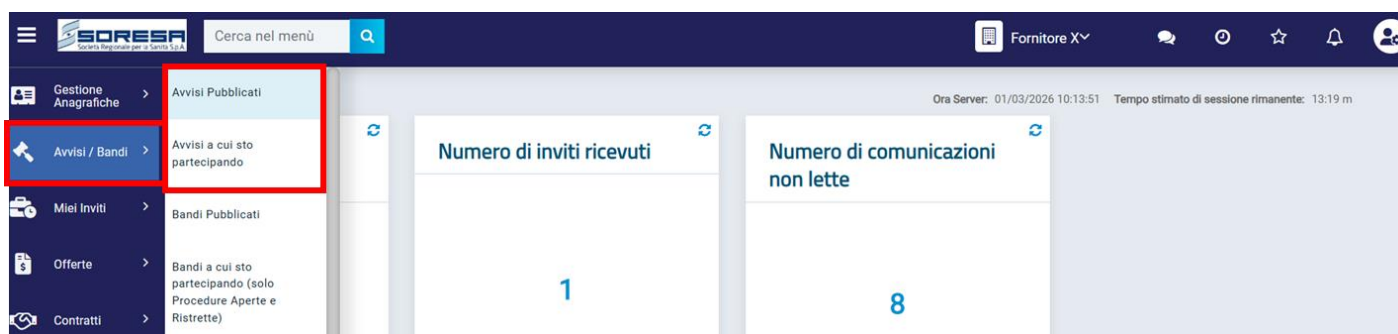 SORESA
Società Regionale per la Sanità S.p.A.
Cerca nel menù
Fornitore X
Gestione
Anagrafiche
Avvisi / Bandi
Miei Inviti
Offerte
Contratti
Avvisi Pubblicati
Avvisi a cui sto
partecipando
Bandi Pubblicati
Bandi a cui sto
partecipando (solo
Procedure Aperte e
Ristrette)
Ora Server: 01/03/2026 10:13:51 Tempo stimato di sessione rimanente: 13:19 m
Numero di inviti ricevuti
1
Numero di comunicazioni
non lette
8